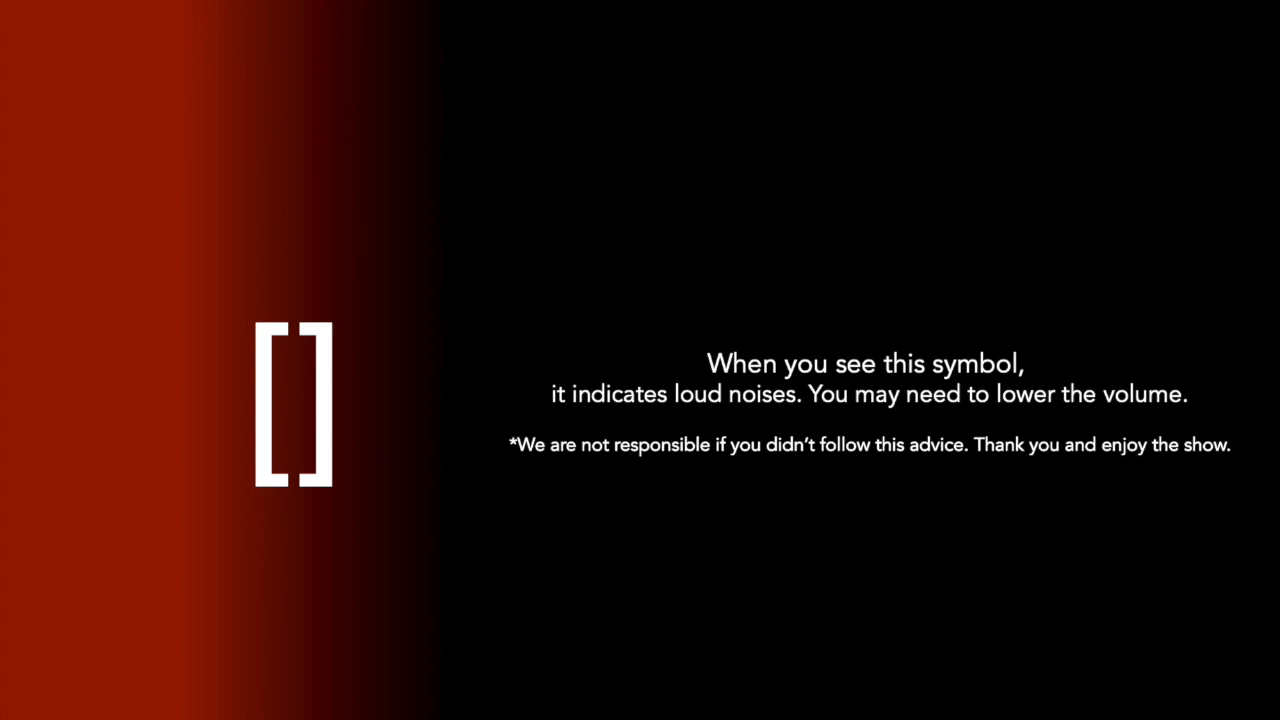 []
When you see this symbol,
it indicates loud noises. You may need to lower the volume.
*We are not responsible if you didn’t follow this advice. Thank you and enjoy the show.